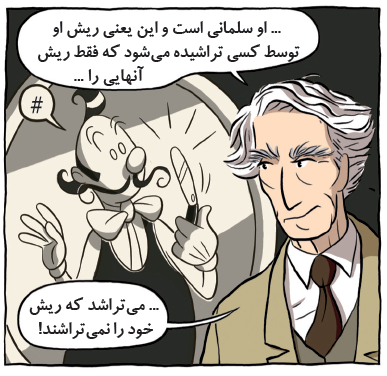 ... او سلمانی است و این یعنی ریش او
توسط کسی تراشیده می‌شود که فقط ریش
آنهایی را ...
#
... می‌تراشد که ریش
خود را نمی‌تراشند!